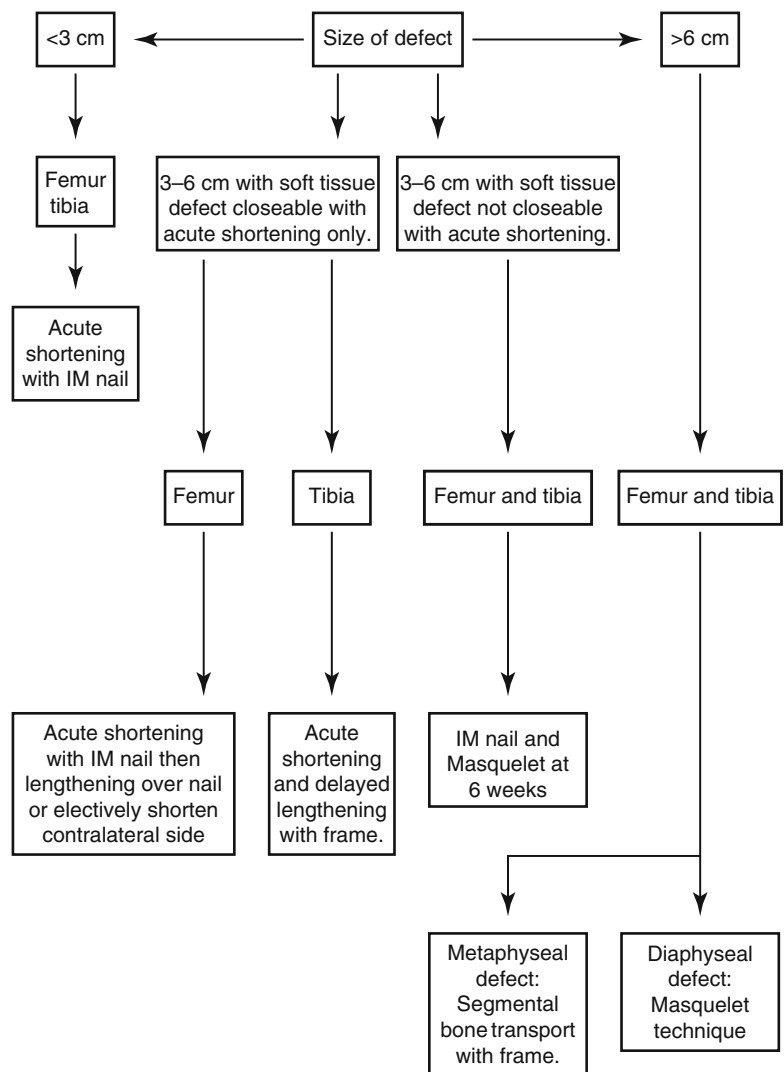 <3 cm
Size of defect
>6 cm
Femur
tibia
3–6 cm with soft tissue
defect closeable with
acute shortening only.
3–6 cm with soft tissue
defect not closeable
with acute shortening.
Acute
shortening
with IM nail
Femur
Tibia
Femur and tibia
Femur and tibia
Acute shortening
with IM nail then
lengthening over nail
or electively shorten
contralateral side
Acute
shortening
and delayed
lengthening
with frame.
IM nail and
Masquelet at
6 weeks
Metaphyseal
defect:
Segmental
bone transport
with frame.
Diaphyseal
defect:
Masquelet
technique